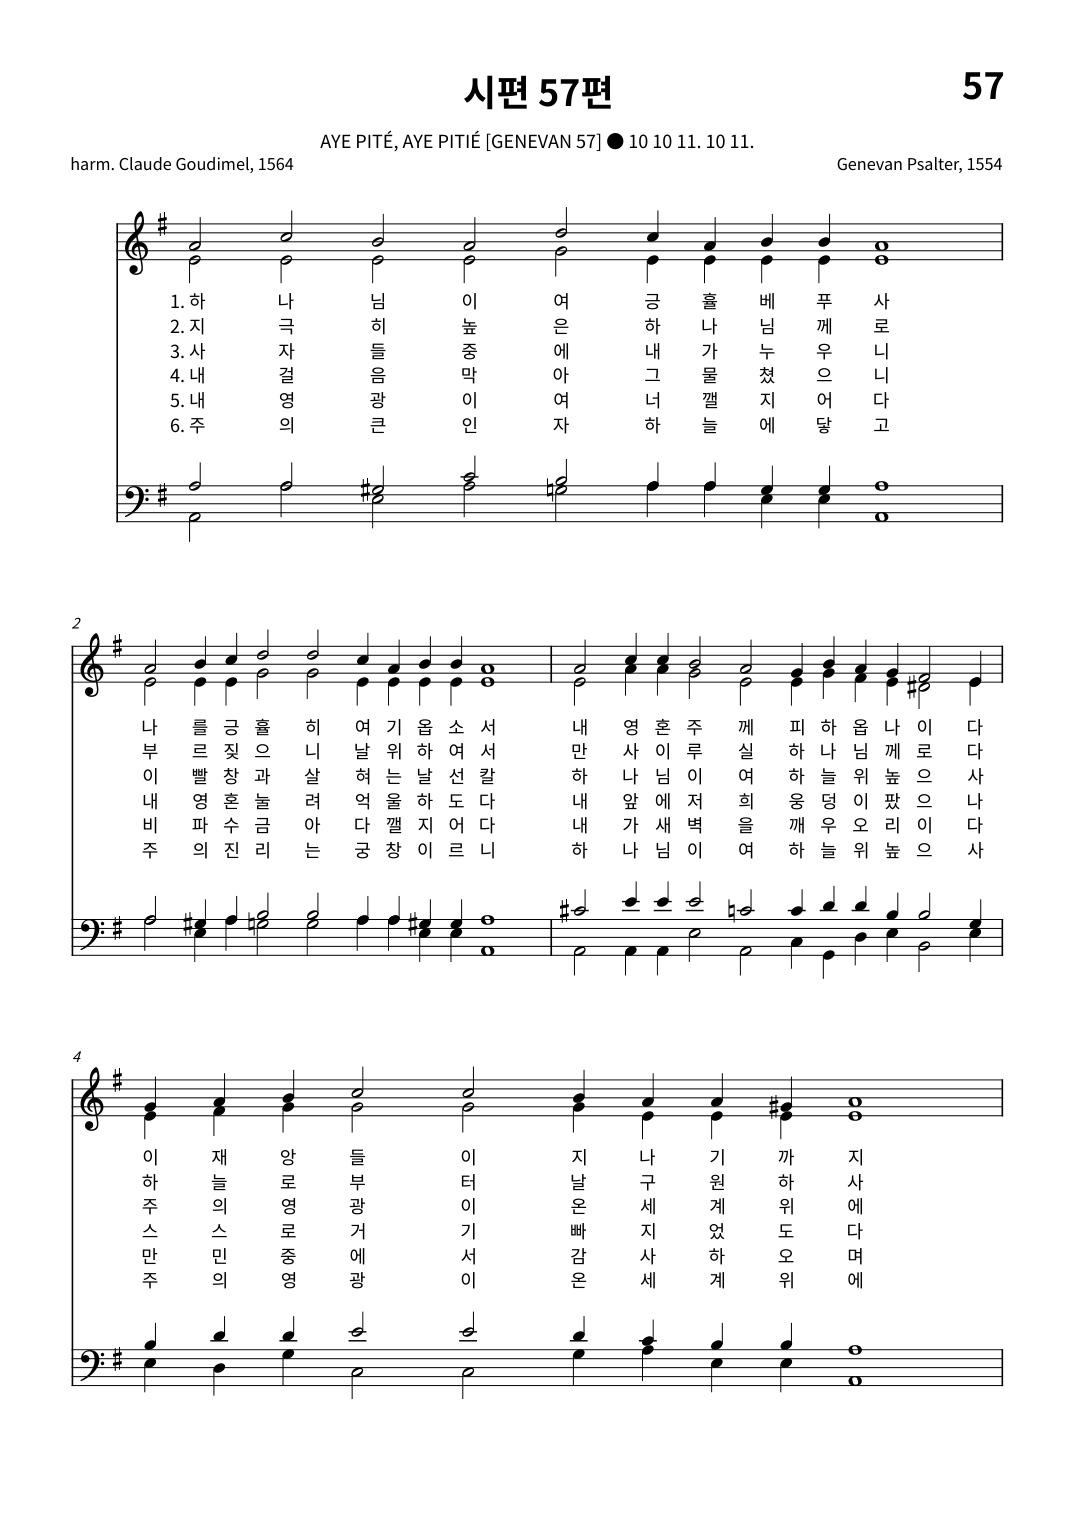 시편 57편
57
AYE PITÉ, AYE PITIÉ [GENEVAN 57] ● 10 10 11. 10 11.
harm. Claude Goudimel, 1564
Genevan Psalter, 1554
1. 하 나 님 이 여 긍 휼 베 푸 사
2. 지 극 히 높 은 하 나 님 께 로
3. 사 자 들 중 에 내 가 누 우 니
4. 내 걸 음 막 아 그 물 쳤 으 니
5. 내 영 광 이 여 너 깰 지 어 다
6. 주 의 큰 인 자 하 늘 에 닿 고
2
나 를 긍 휼 히 여 기 옵 소 서 내 영 혼 주 께 피 하 옵 나 이 다
부 르 짖 으 니 날 위 하 여 서 만 사 이 루 실 하 나 님 께 로 다
이 빨 창 과 살 혀 는 날 선 칼 하 나 님 이 여 하 늘 위 높 으 사
내 영 혼 눌 려 억 울 하 도 다 내 앞 에 저 희 웅 덩 이 팠 으 나
비 파 수 금 아 다 깰 지 어 다 내 가 새 벽 을 깨 우 오 리 이 다
주 의 진 리 는 궁 창 이 르 니 하 나 님 이 여 하 늘 위 높 으 사
4
이 재 앙 들 이 지 나 기 까 지
하 늘 로 부 터 날 구 원 하 사
주 의 영 광 이 온 세 계 위 에
스 스 로 거 기 빠 지 었 도 다
만 민 중 에 서 감 사 하 오 며
주 의 영 광 이 온 세 계 위 에